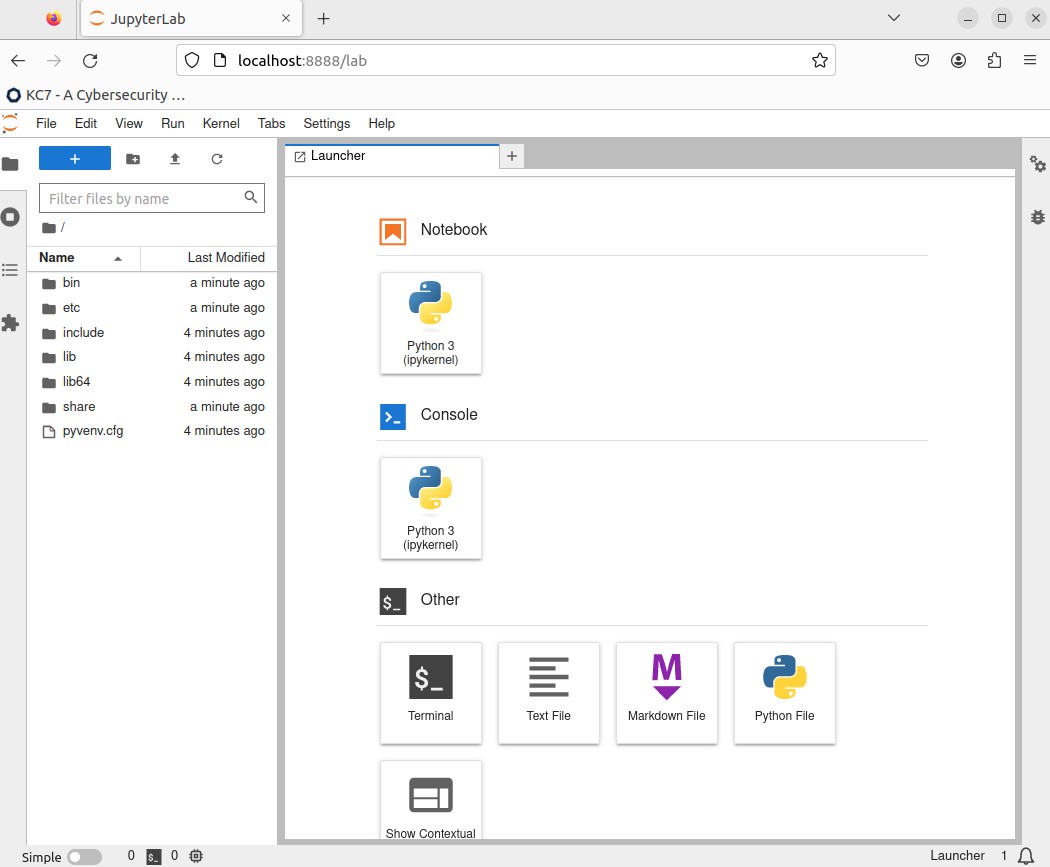 JupyterLab
localhost:8888/lab
KC7 - A Cybersecurity ...
File Edit View Run Kernel Tabs Settings Help
+
Launcher
Filter files by name
/
Name Last Modified
bin a minute ago
etc a minute ago
include 4 minutes ago
lib 4 minutes ago
lib64 4 minutes ago
share a minute ago
pyvenv.cfg 4 minutes ago
Notebook
Python 3
(ipykernel)
>_ Console
Python 3
(ipykernel)
$_ Other
$_
Terminal
Text File
M
Markdown File
Python File
Show Contextual
Simple 0 $_ 0 Launcher 1